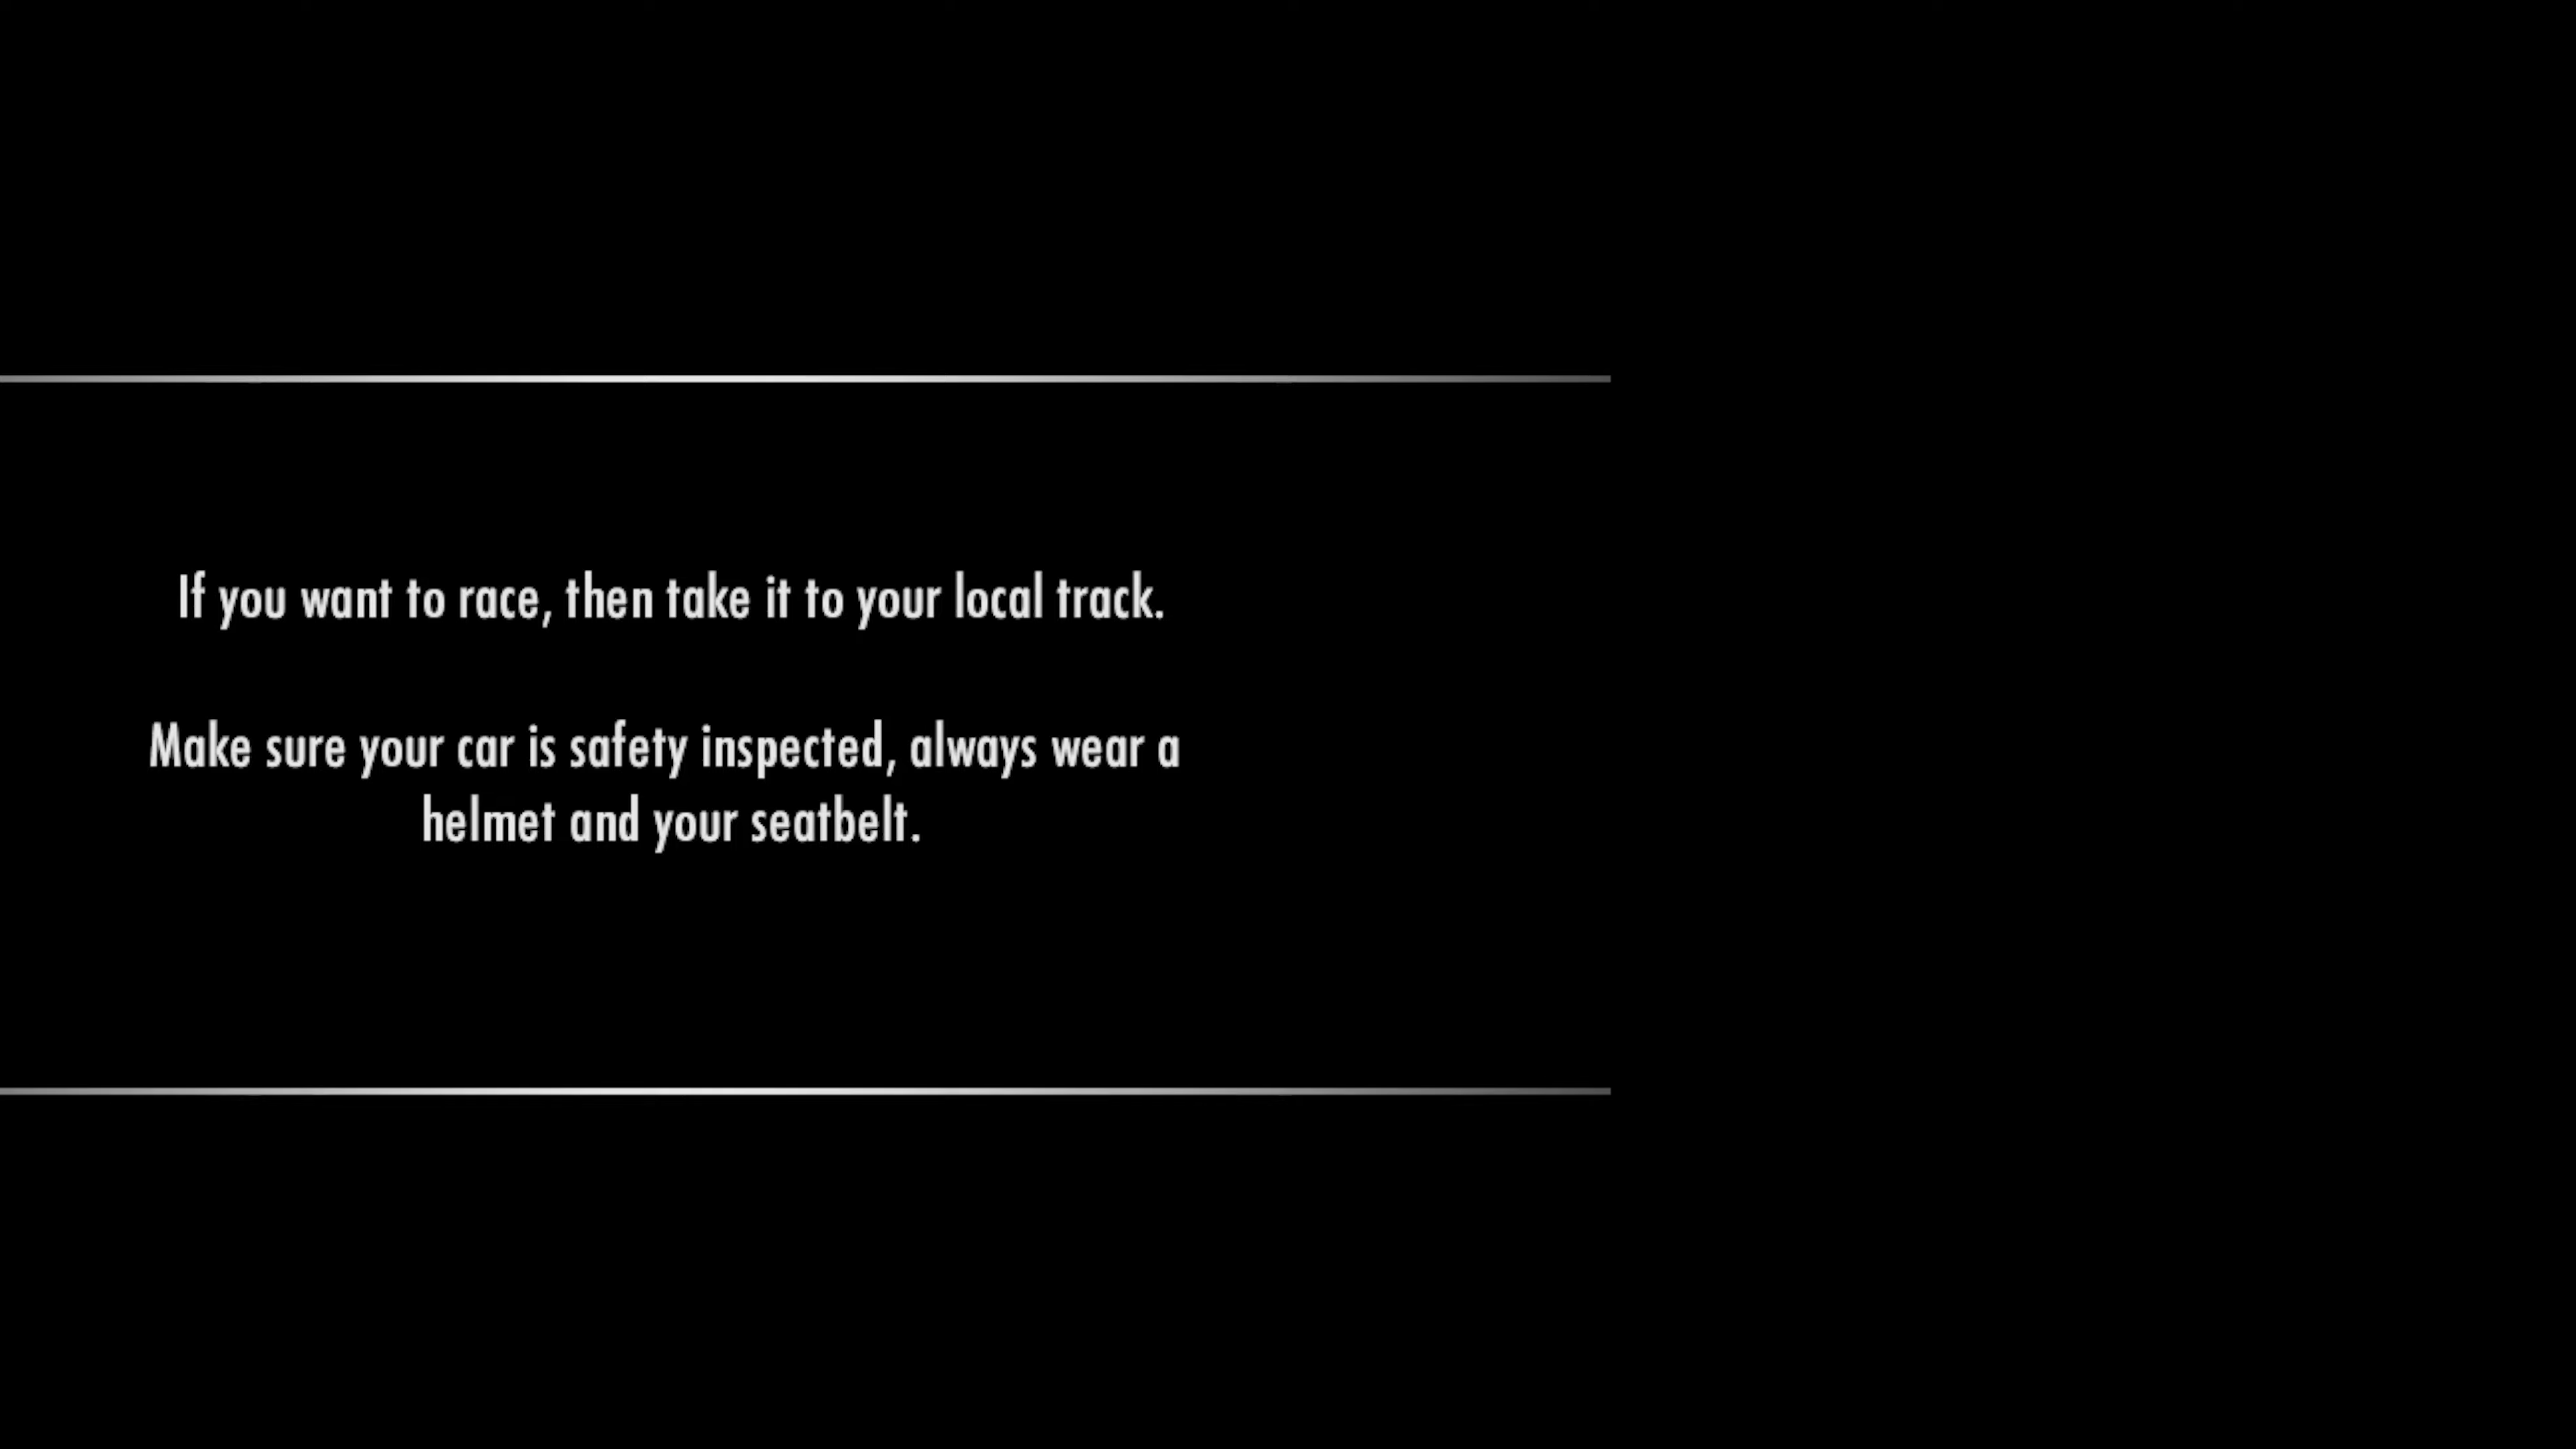 If you want to race, then take it to your local track.
Make sure your car is safety inspected, always wear a
helmet and your seatbelt.